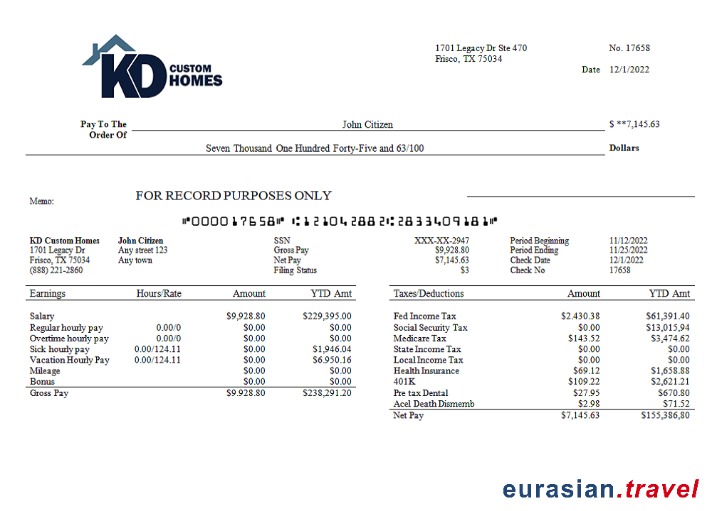 KD CUSTOM HOMES
1701 Legacy Dr Ste 470 No. 17658
Frisco, TX 75034
Date 12/1/2022
Pay To The Order Of John Citizen $ **7,145.63
Seven Thousand One Hundred Forty-Five and 63/100 Dollars
Memo: FOR RECORD PURPOSES ONLY
⑈000017658⑈ ⑆121042882⑆2833409181⑈
KD Custom Homes John Citizen SSN XXX-XX-2947 Period Beginning 11/12/2022
1701 Legacy Dr Any street 123 Gross Pay $9,928.80 Period Ending 11/25/2022
Frisco, TX 75034 Any town Net Pay $7,145.63 Check Date 12/1/2022
(888) 221-2860 Filing Status $3 Check No 17658
Earnings Hours/Rate Amount YTD Amt Taxes/Deductions Amount YTD Amt
Salary $9,928.80 $229,395.00 Fed Income Tax $2.430.38 $61,391.40
Regular hourly pay 0.00/0 $0.00 $0.00 Social Security Tax $0.00 $13,015,94
Overtime hourly pay 0.00/0 $0.00 $0.00 Medicare Tax $143.52 $3,474.62
Sick hourly pay 0.00/124.11 $0.00 $1,946.04 State Income Tax $0.00 $0.00
Vacation Hourly Pay 0.00/124.11 $0.00 $6,950.16 Local Income Tax $0.00 $0.00
Mileage $0.00 $0.00 Health Insurance $69.12 $1,658.88
Bonus $0.00 $0.00 401K $109.22 $2,621.21
Gross Pay $9.928.80 $238,291.20 Pre tax Dental $27.95 $670.80
Acel Death Dismemb $2.98 $71.52
Net Pay $7,145.63 $155,386,80
eurasian.travel